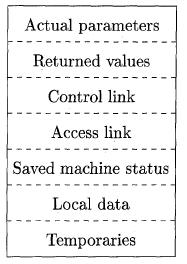 Actual parameters
Returned values
Control link
Access link
Saved machine status
Local data
Temporaries